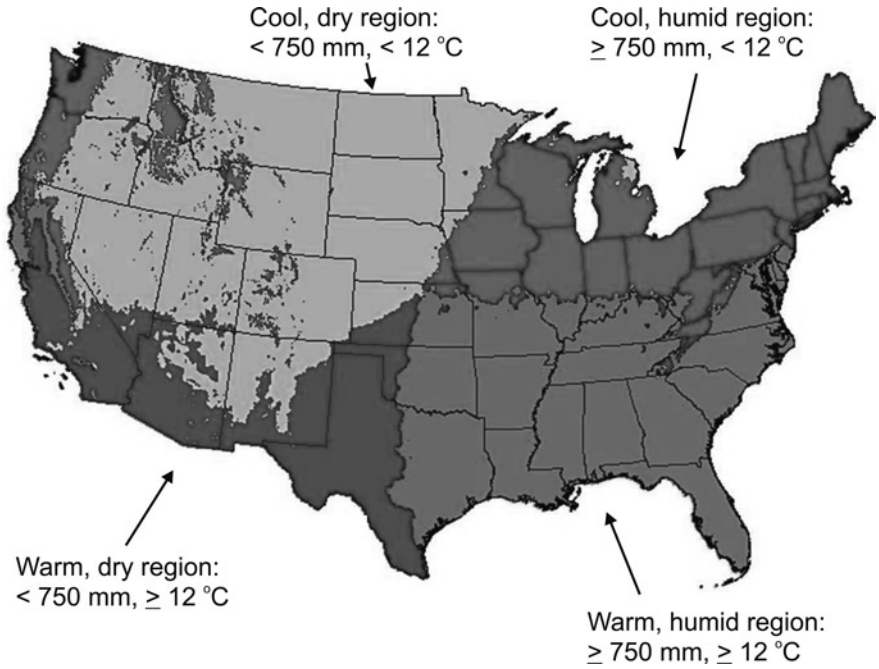 Cool, dry region:
< 750 mm, < 12 °C
Cool, humid region:
≥ 750 mm, < 12 °C
Warm, dry region:
< 750 mm, ≥ 12 °C
Warm, humid region:
≥ 750 mm, ≥ 12 °C